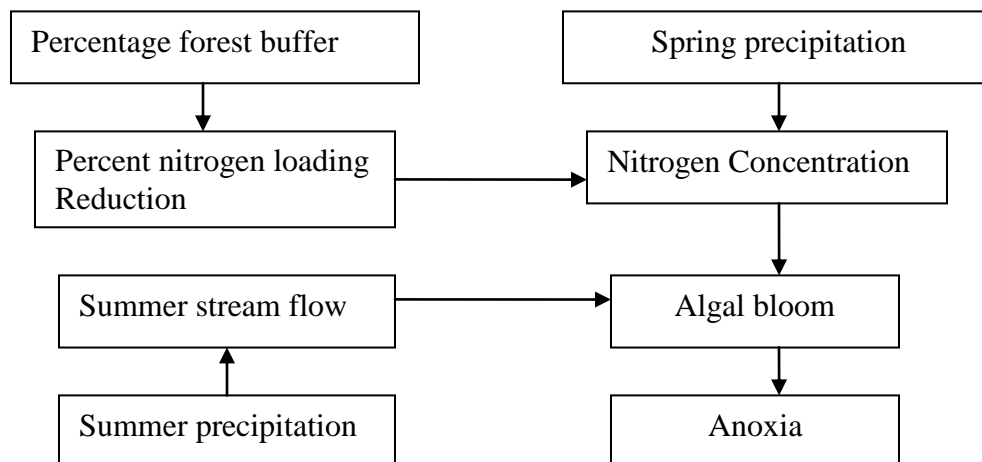 Percentage forest buffer
Spring precipitation
Percent nitrogen loading
Reduction
Nitrogen Concentration
Summer stream flow
Algal bloom
Summer precipitation
Anoxia